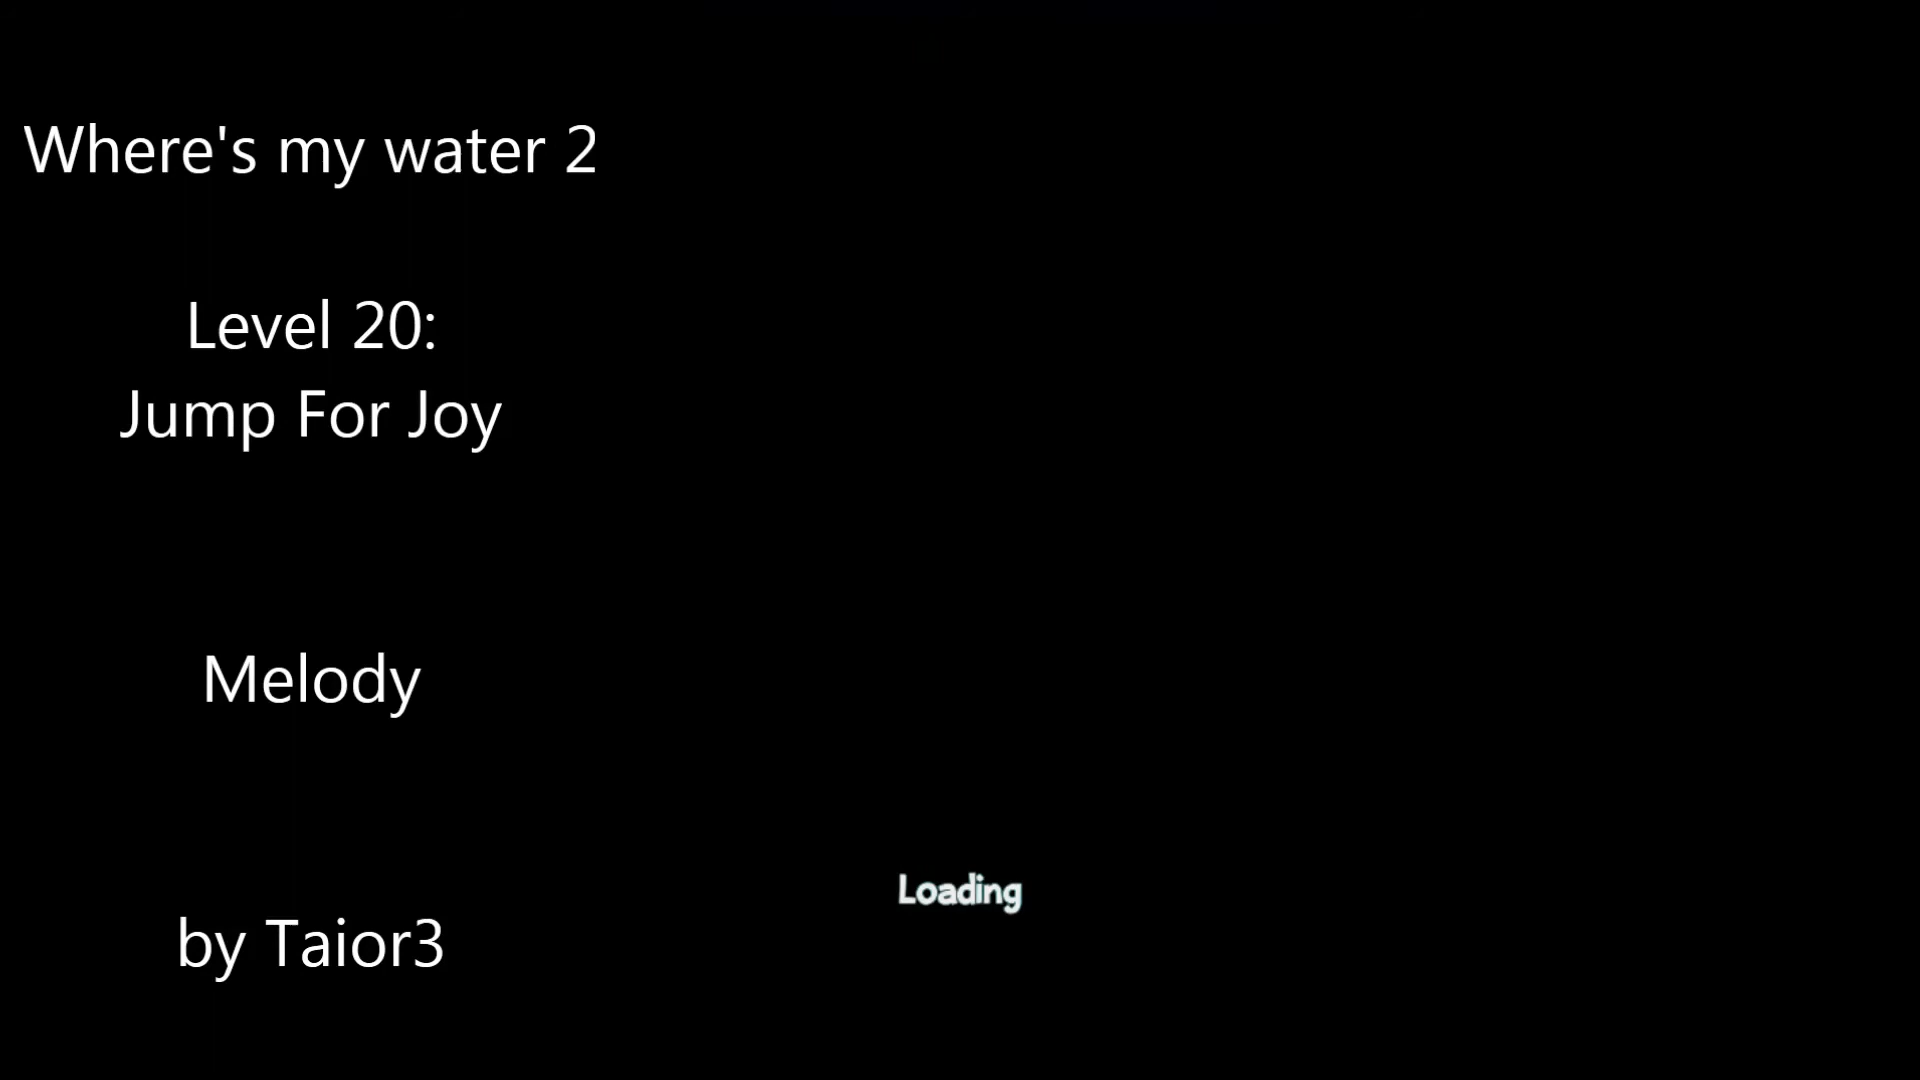 Where's my water 2
Level 20:
Jump For Joy
Melody
by Taior3
Loading